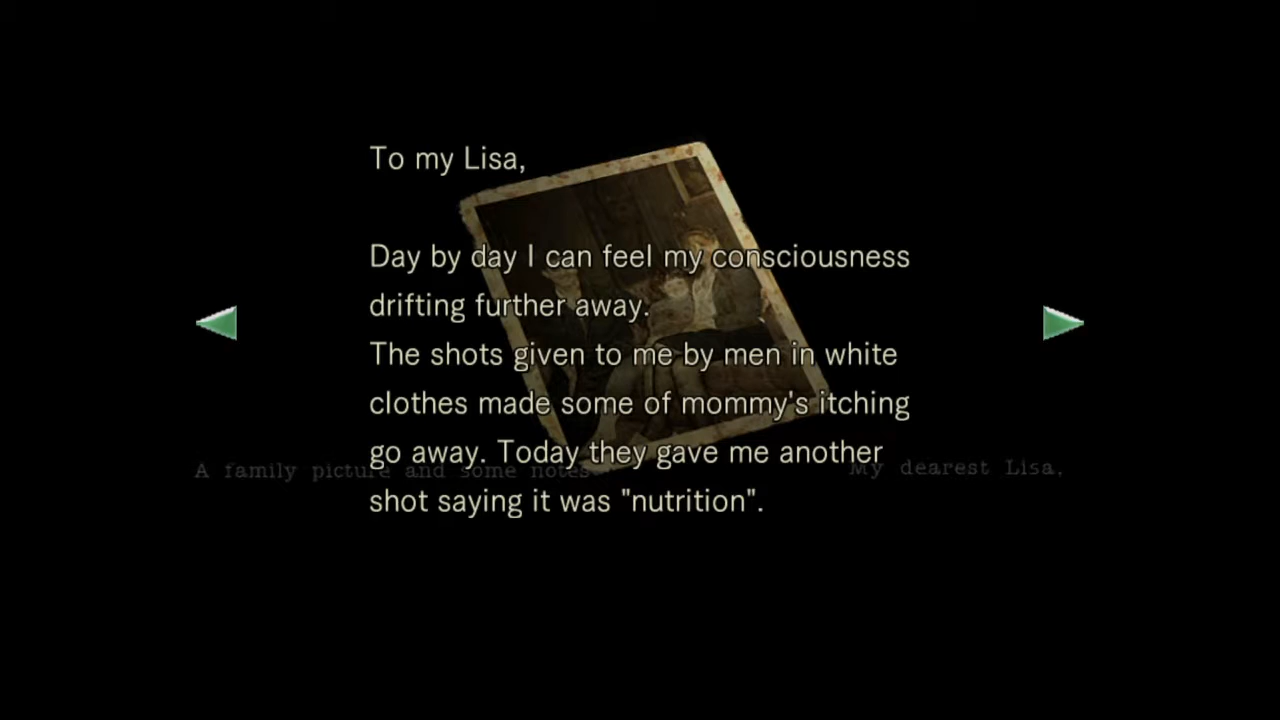 To my Lisa,
Day by day I can feel my consciousness
drifting further away.
The shots given to me by men in white
clothes made some of mommy's itching
go away. Today they gave me another
A family picture and some notes
My dearest Lisa,
shot saying it was "nutrition".